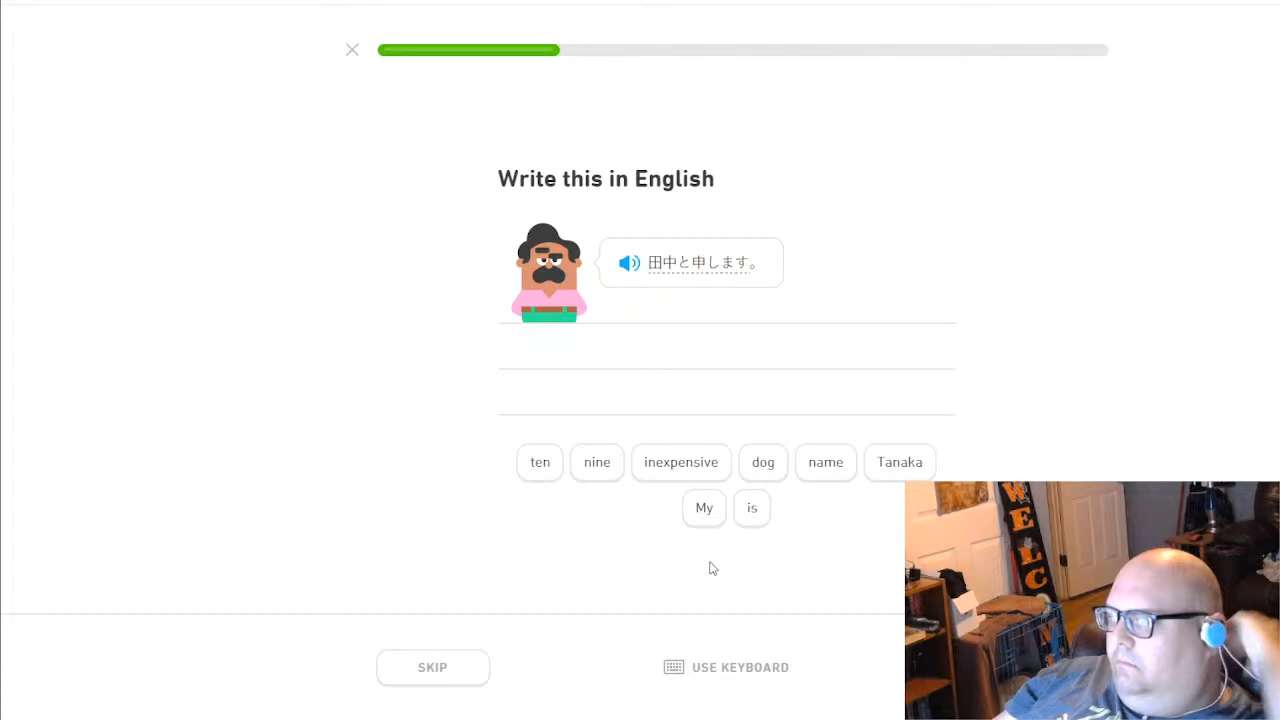 Write this in English
田中と申します。
ten nine inexpensive dog name Tanaka
My is
SKIP
USE KEYBOARD
WELC